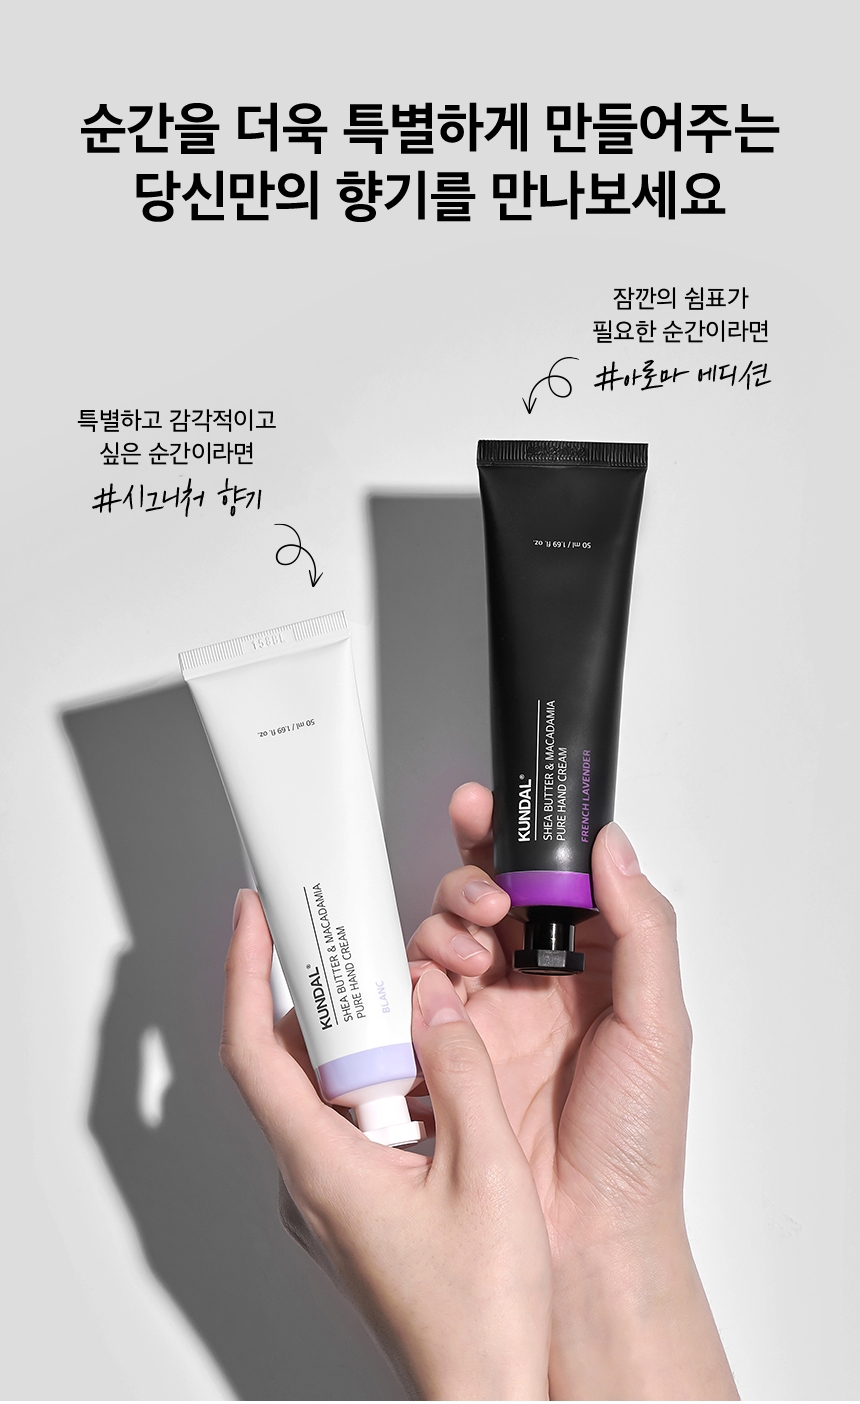 순간을 더욱 특별하게 만들어주는
당신만의 향기를 만나보세요
잠깐의 쉼표가
필요한 순간이라면
#아로마 에디션
특별하고 감각적이고
싶은 순간이라면
#시그니처 향기
50 ml / 1.69 fl. oz.
KUNDAL®
SHEA BUTTER & MACADAMIA
PURE HAND CREAM
FRENCH LAVENDER
50 ml / 1.69 fl. oz.
KUNDAL®
SHEA BUTTER & MACADAMIA
PURE HAND CREAM
BLANC